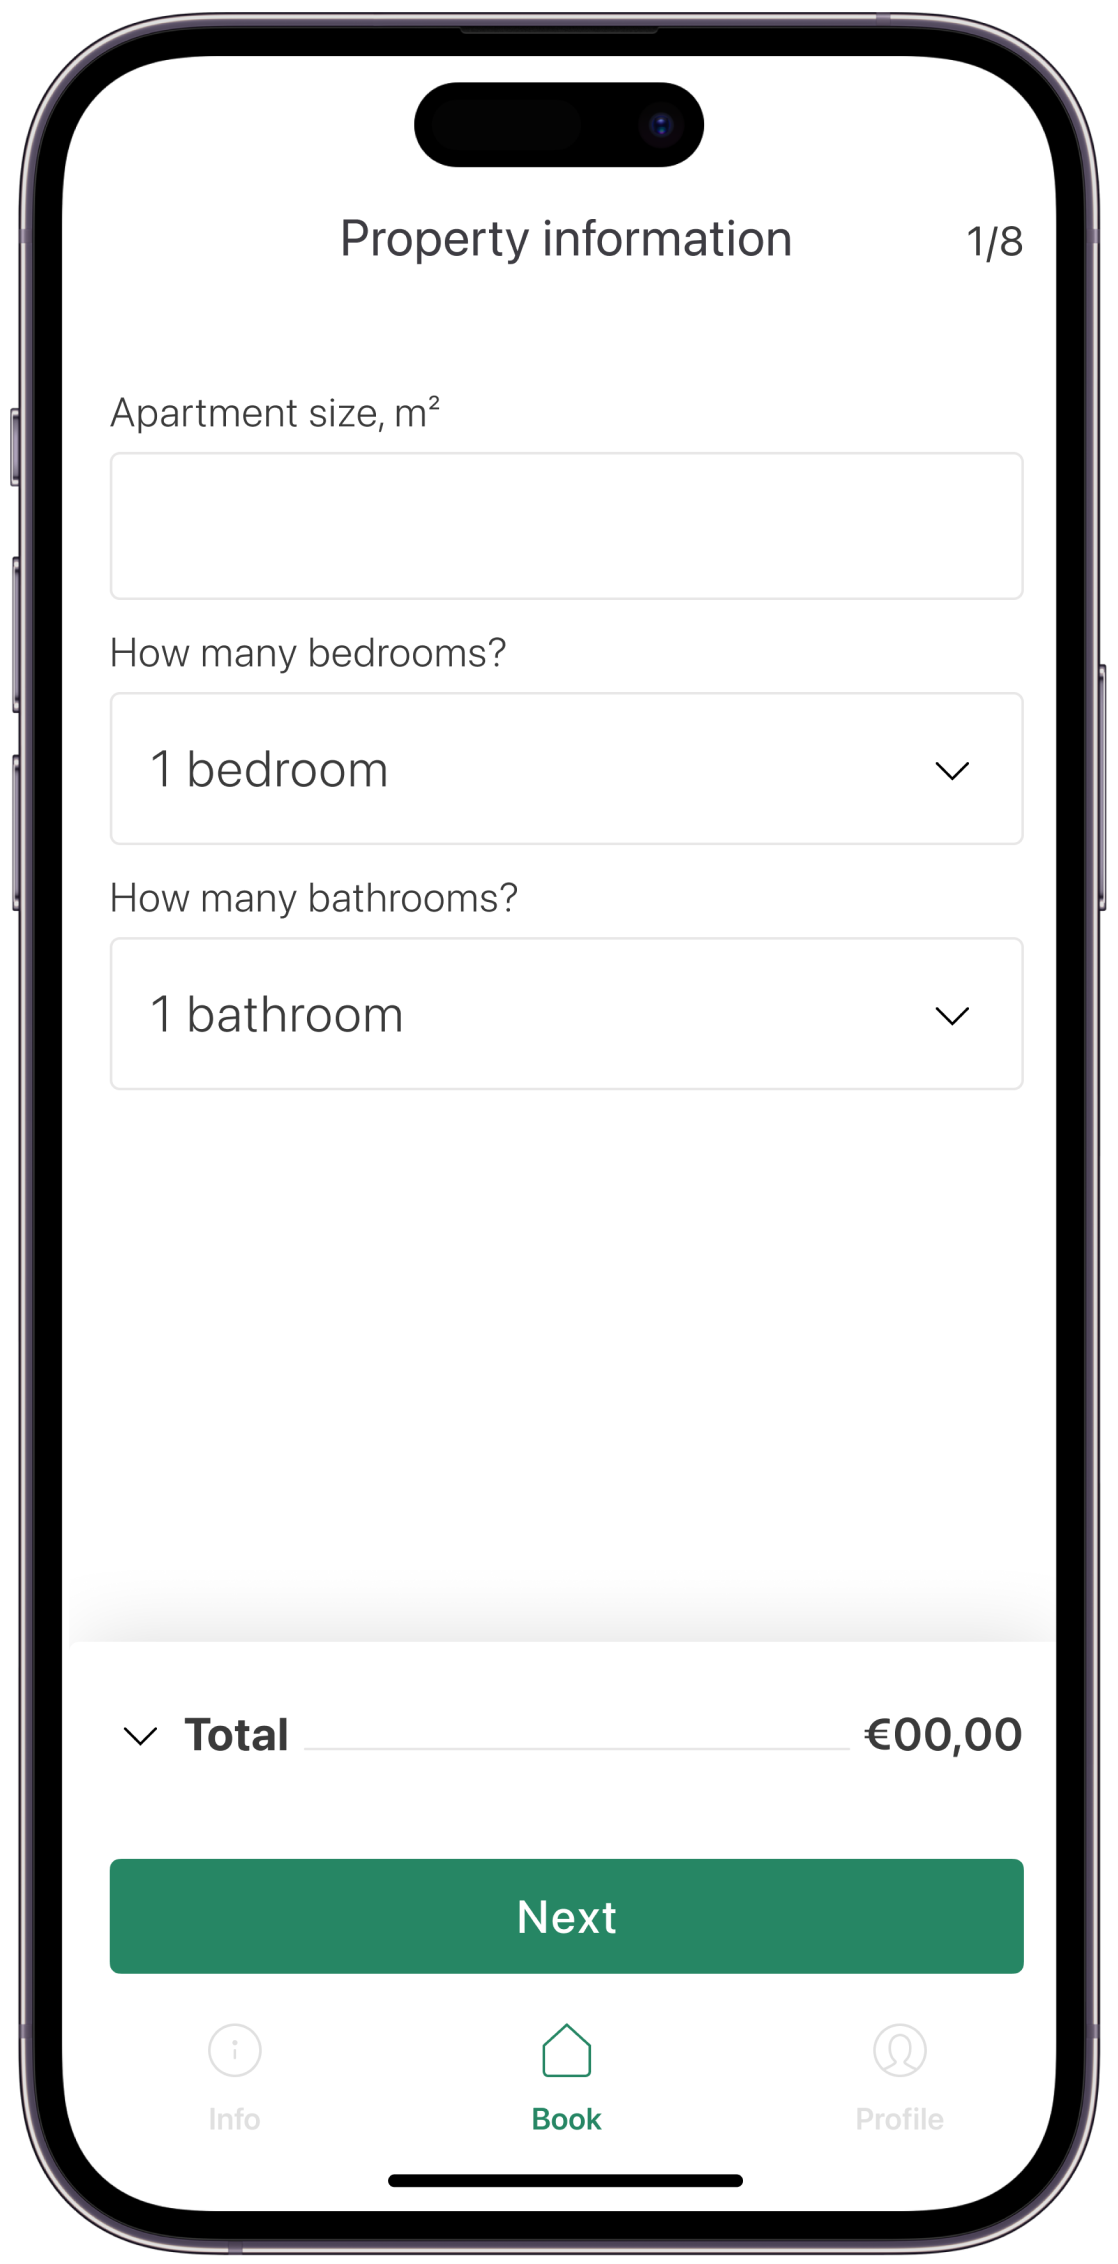 Property information 1/8
Apartment size, m²
How many bedrooms?
1 bedroom
How many bathrooms?
1 bathroom
Total €00,00
Next
Info Book Profile